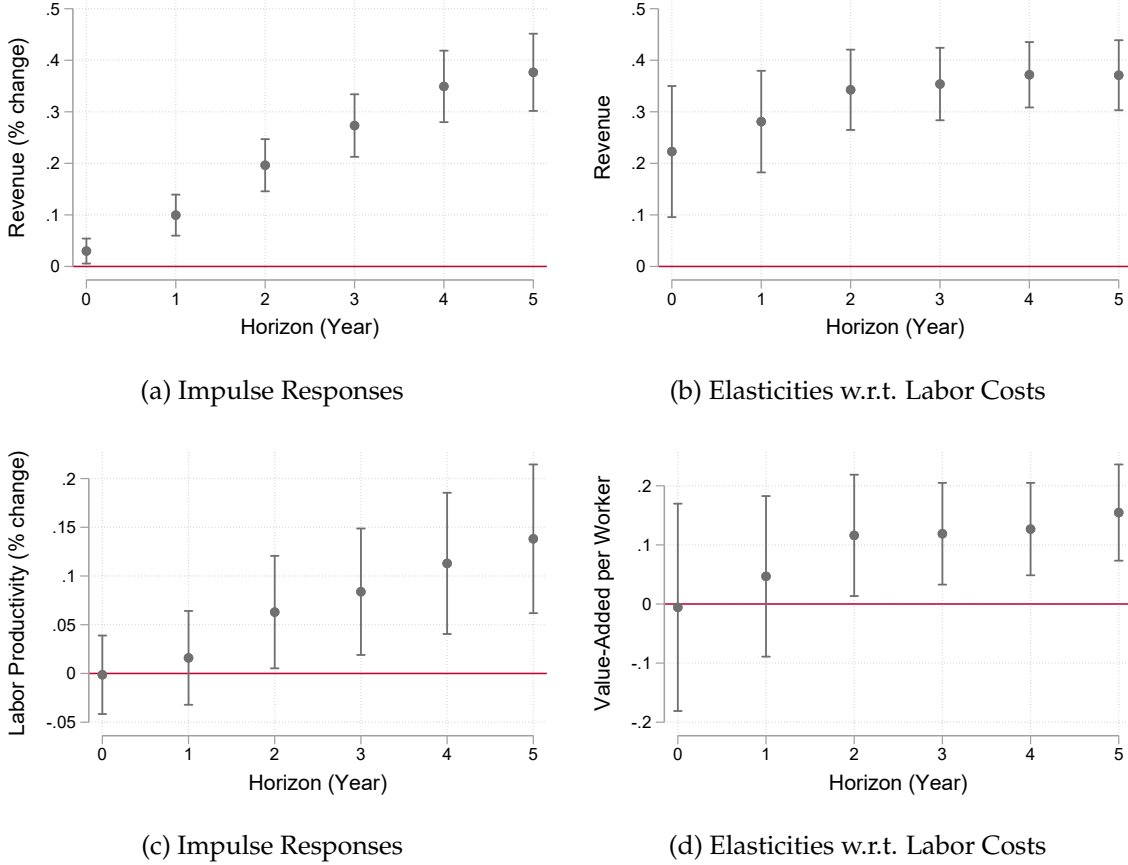 Revenue (% change)
.5
.4
.3
.2
.1
0
0 1 2 3 4 5
Horizon (Year)
(a) Impulse Responses
Revenue
.5
.4
.3
.2
.1
0
0 1 2 3 4 5
Horizon (Year)
(b) Elasticities w.r.t. Labor Costs
Labor Productivity (% change)
.2
.15
.1
.05
0
-.05
0 1 2 3 4 5
Horizon (Year)
(c) Impulse Responses
Value-Added per Worker
.2
.1
0
-.1
-.2
0 1 2 3 4 5
Horizon (Year)
(d) Elasticities w.r.t. Labor Costs